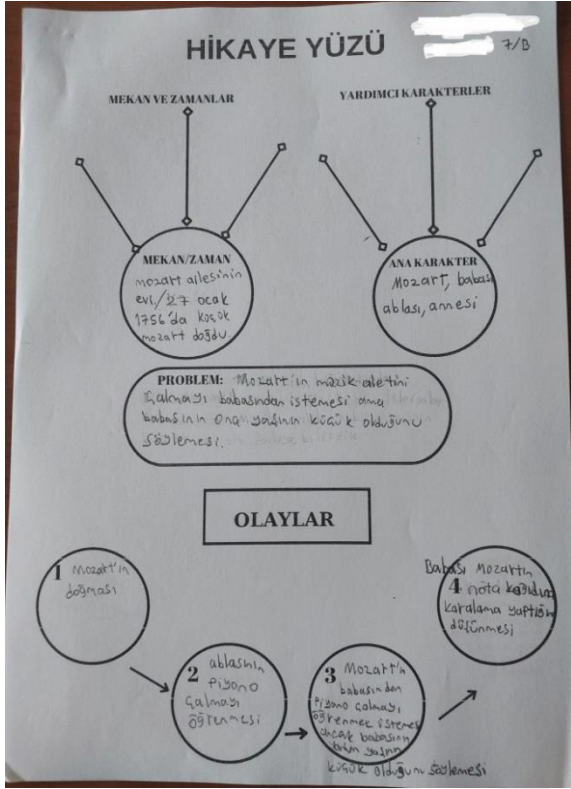 HİKAYE YÜZÜ
7/B
MEKAN VE ZAMANLAR
YARDIMCI KARAKTERLER
MEKAN/ZAMAN
mozart ailesinin
evi/27 ocak
1756'da küçük
mozart doğdu.
ANA KARAKTER
Mozart, babası
ablası, annesi
PROBLEM: Mozart'ın müzik aletini
çalmayı babasından istemesi ama
babasının ona yaşının küçük olduğunu
söylemesi.
OLAYLAR
1 Mozart'ın
doğması
2 ablasının
Piyano
çalmayı
öğrenmesi
3 Mozart'ın
babasından
Piyano çalmayı
öğrenmek istemesi
ancak babasının
yaşının
küçük olduğunu söylemesi
Babası Mozartın
4 nota kağıdına
karalama yaptığını
düşünmesi